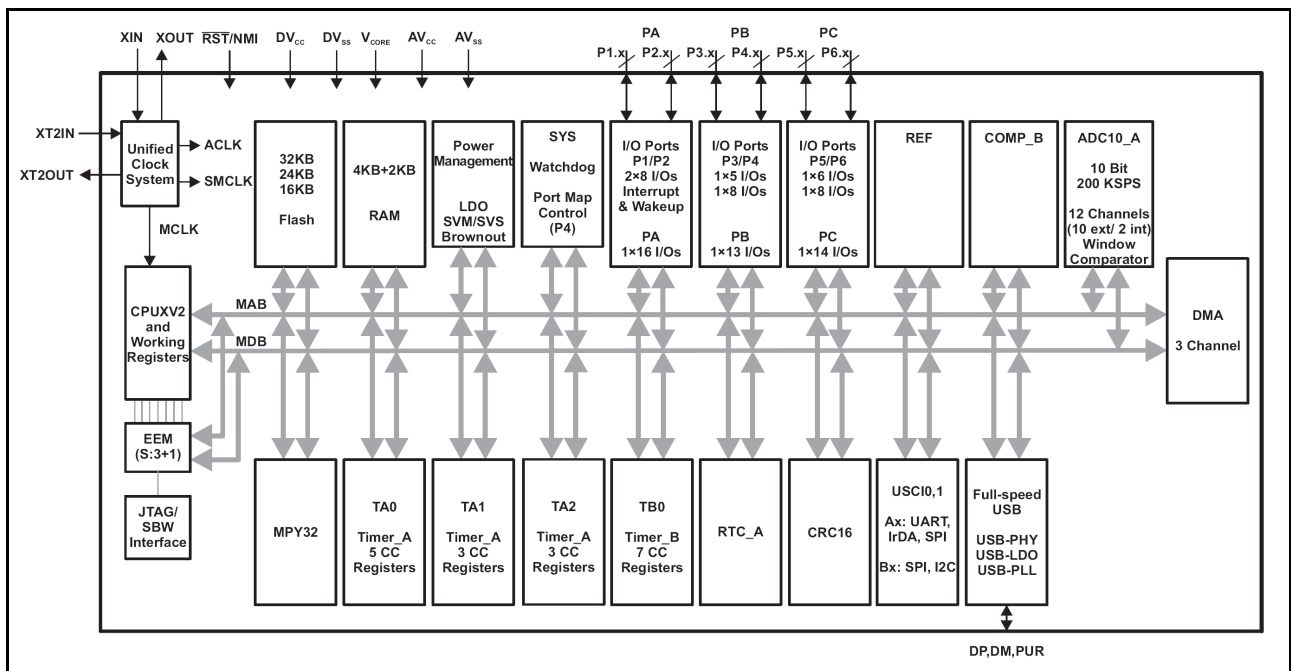 XIN
XOUT
RST/NMI
DVCC
DVSS
VCORE
AVCC
AVSS
PA
P1.x
P2.x
PB
P3.x
P4.x
PC
P5.x
P6.x
XT2IN
XT2OUT
Unified
Clock
System
ACLK
SMCLK
MCLK
32KB
24KB
16KB
Flash
4KB+2KB
RAM
Power
Management
LDO
SVM/SVS
Brownout
SYS
Watchdog
Port Map
Control
(P4)
I/O Ports
P1/P2
2×8 I/Os
Interrupt
& Wakeup
PA
1×16 I/Os
I/O Ports
P3/P4
1×5 I/Os
1×8 I/Os
PB
1×13 I/Os
I/O Ports
P5/P6
1×6 I/Os
1×8 I/Os
PC
1×14 I/Os
REF
COMP_B
ADC10_A
10 Bit
200 KSPS
12 Channels
(10 ext/ 2 int)
Window
Comparator
CPUXV2
and
Working
Registers
MAB
MDB
DMA
3 Channel
EEM
(S:3+1)
JTAG/
SBW
Interface
MPY32
TA0
Timer_A
5 CC
Registers
TA1
Timer_A
3 CC
Registers
TA2
Timer_A
3 CC
Registers
TB0
Timer_B
7 CC
Registers
RTC_A
CRC16
USCI0,1
Ax: UART,
IrDA, SPI
Bx: SPI, I2C
Full-speed
USB
USB-PHY
USB-LDO
USB-PLL
DP,DM,PUR